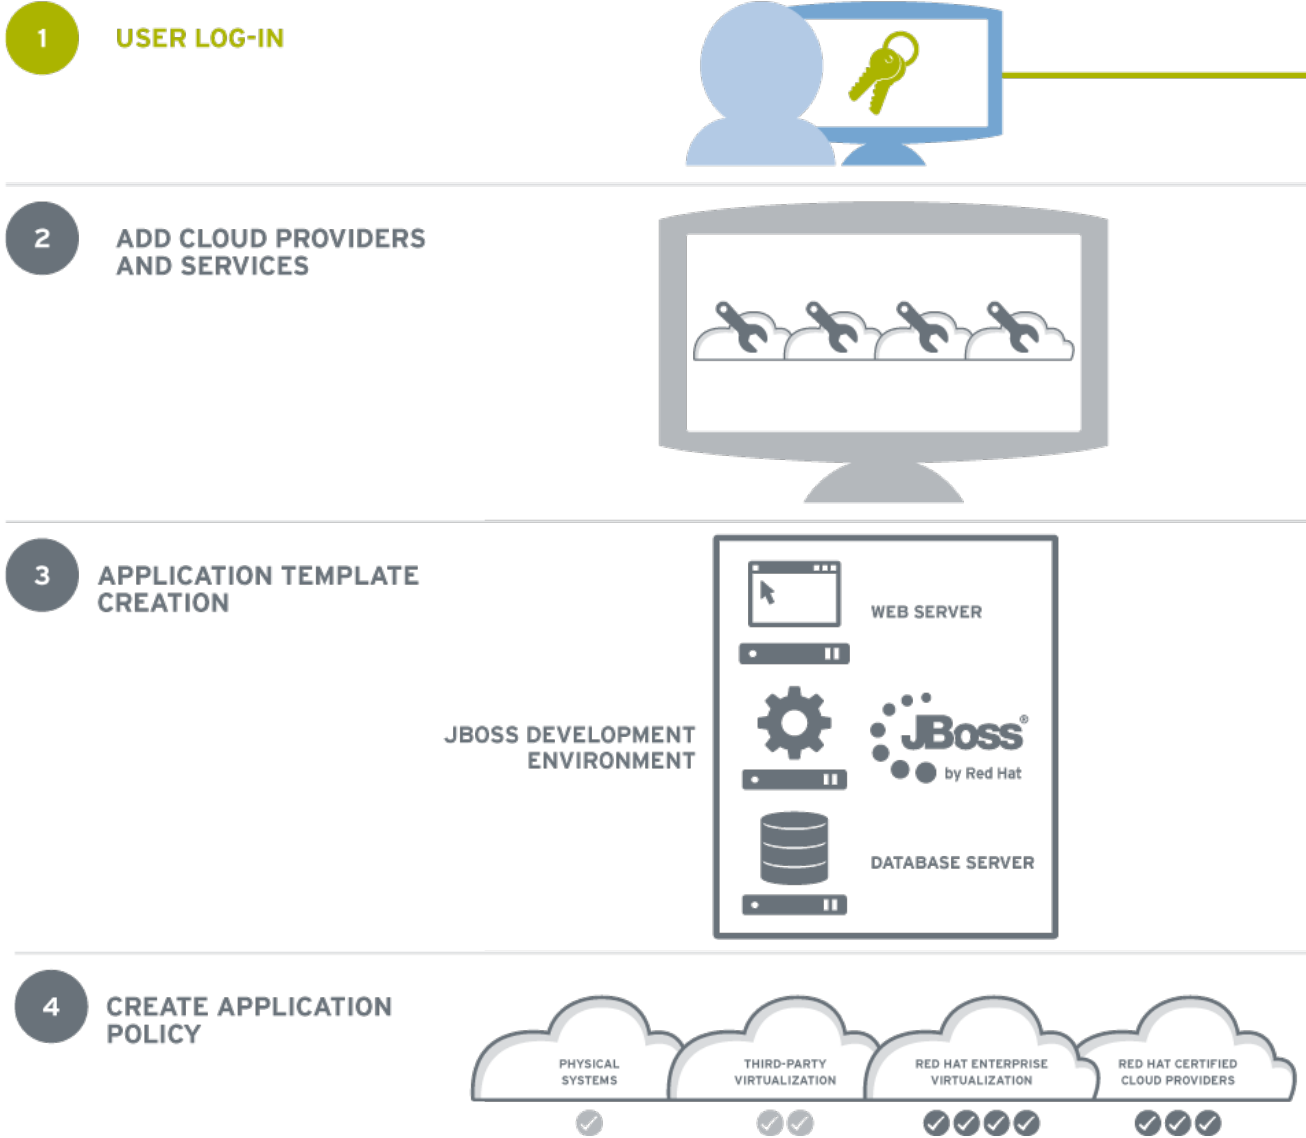 1
USER LOG-IN
2
ADD CLOUD PROVIDERS
AND SERVICES
3
APPLICATION TEMPLATE
CREATION
WEB SERVER
JBOSS DEVELOPMENT
ENVIRONMENT
JBoss®
by Red Hat
DATABASE SERVER
4
CREATE APPLICATION
POLICY
PHYSICAL
SYSTEMS
THIRD-PARTY
VIRTUALIZATION
RED HAT ENTERPRISE
VIRTUALIZATION
RED HAT CERTIFIED
CLOUD PROVIDERS